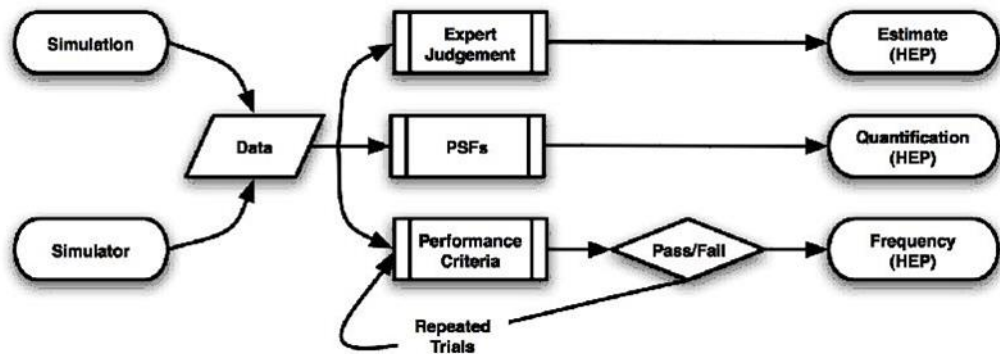 Simulation
Expert
Judgement
Estimate
(HEP)
Data
PSFs
Quantification
(HEP)
Simulator
Performance
Criteria
Pass/Fail
Frequency
(HEP)
Repeated
Trials